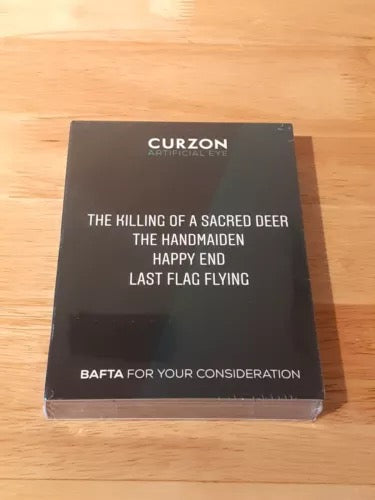 CURZON
ARTIFICIAL EYE
THE KILLING OF A SACRED DEER
THE HANDMAIDEN
HAPPY END
LAST FLAG FLYING
BAFTA FOR YOUR CONSIDERATION